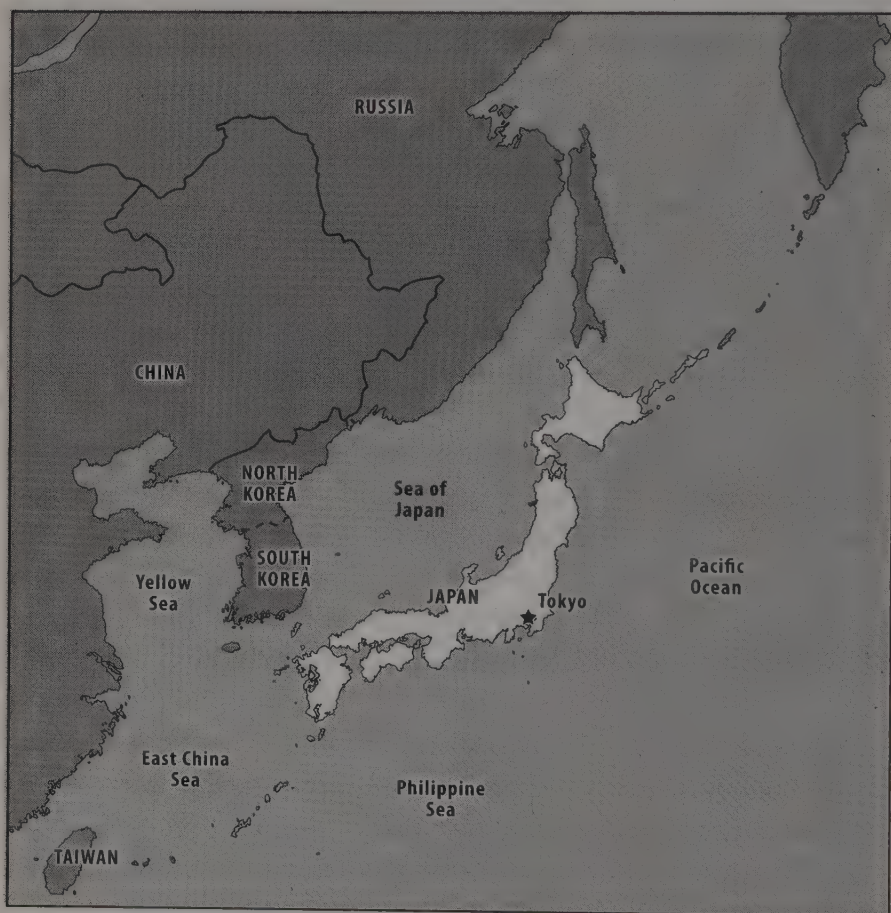 RUSSIA
CHINA
NORTH
KOREA
Sea of
Japan
SOUTH
KOREA
Yellow
Sea
JAPAN
Tokyo
Pacific
Ocean
East China
Sea
Philippine
Sea
TAIWAN